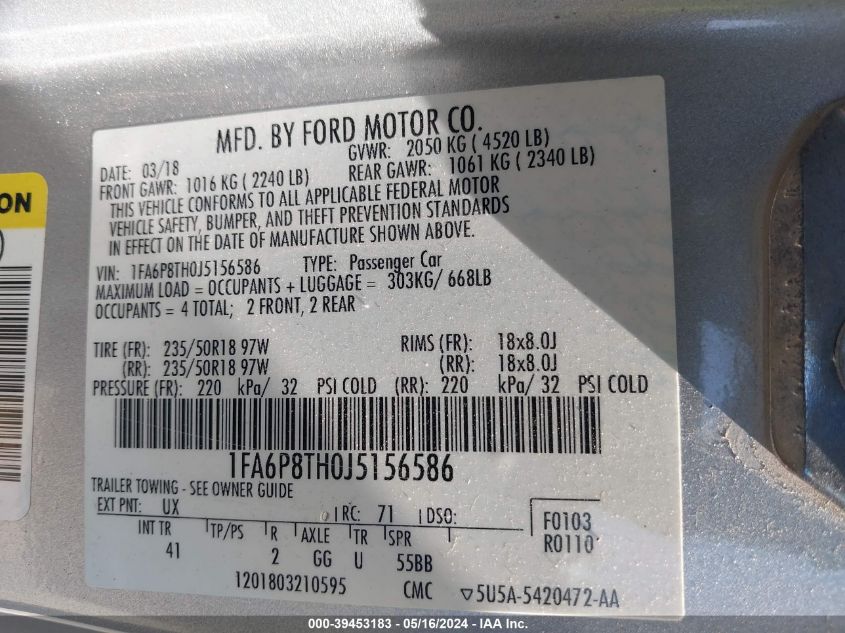 ON
MFD. BY FORD MOTOR CO.
DATE: 03/18 GVWR: 2050 KG ( 4520 LB)
FRONT GAWR: 1016 KG ( 2240 LB) REAR GAWR: 1061 KG ( 2340 LB)
THIS VEHICLE CONFORMS TO ALL APPLICABLE FEDERAL MOTOR
VEHICLE SAFETY, BUMPER, AND THEFT PREVENTION STANDARDS
IN EFFECT ON THE DATE OF MANUFACTURE SHOWN ABOVE.
VIN: 1FA6P8TH0J5156586 TYPE: Passenger Car
MAXIMUM LOAD = OCCUPANTS + LUGGAGE = 303KG/ 668LB
OCCUPANTS = 4 TOTAL; 2 FRONT, 2 REAR
TIRE (FR): 235/50R18 97W RIMS (FR): 18x8.0J
(RR): 235/50R18 97W (RR): 18x8.0J
PRESSURE (FR): 220 kPa/ 32 PSI COLD (RR): 220 kPa/ 32 PSI COLD
1FA6P8TH0J5156586
TRAILER TOWING - SEE OWNER GUIDE
EXT PNT: UX RC: 71 DSO: F0103
INT TR TP/PS R AXLE TR SPR R0110
41 2 GG U 55BB
1201803210595 CMC ▽5U5A-5420472-AA
000-39453183 - 05/16/2024 - IAA Inc.